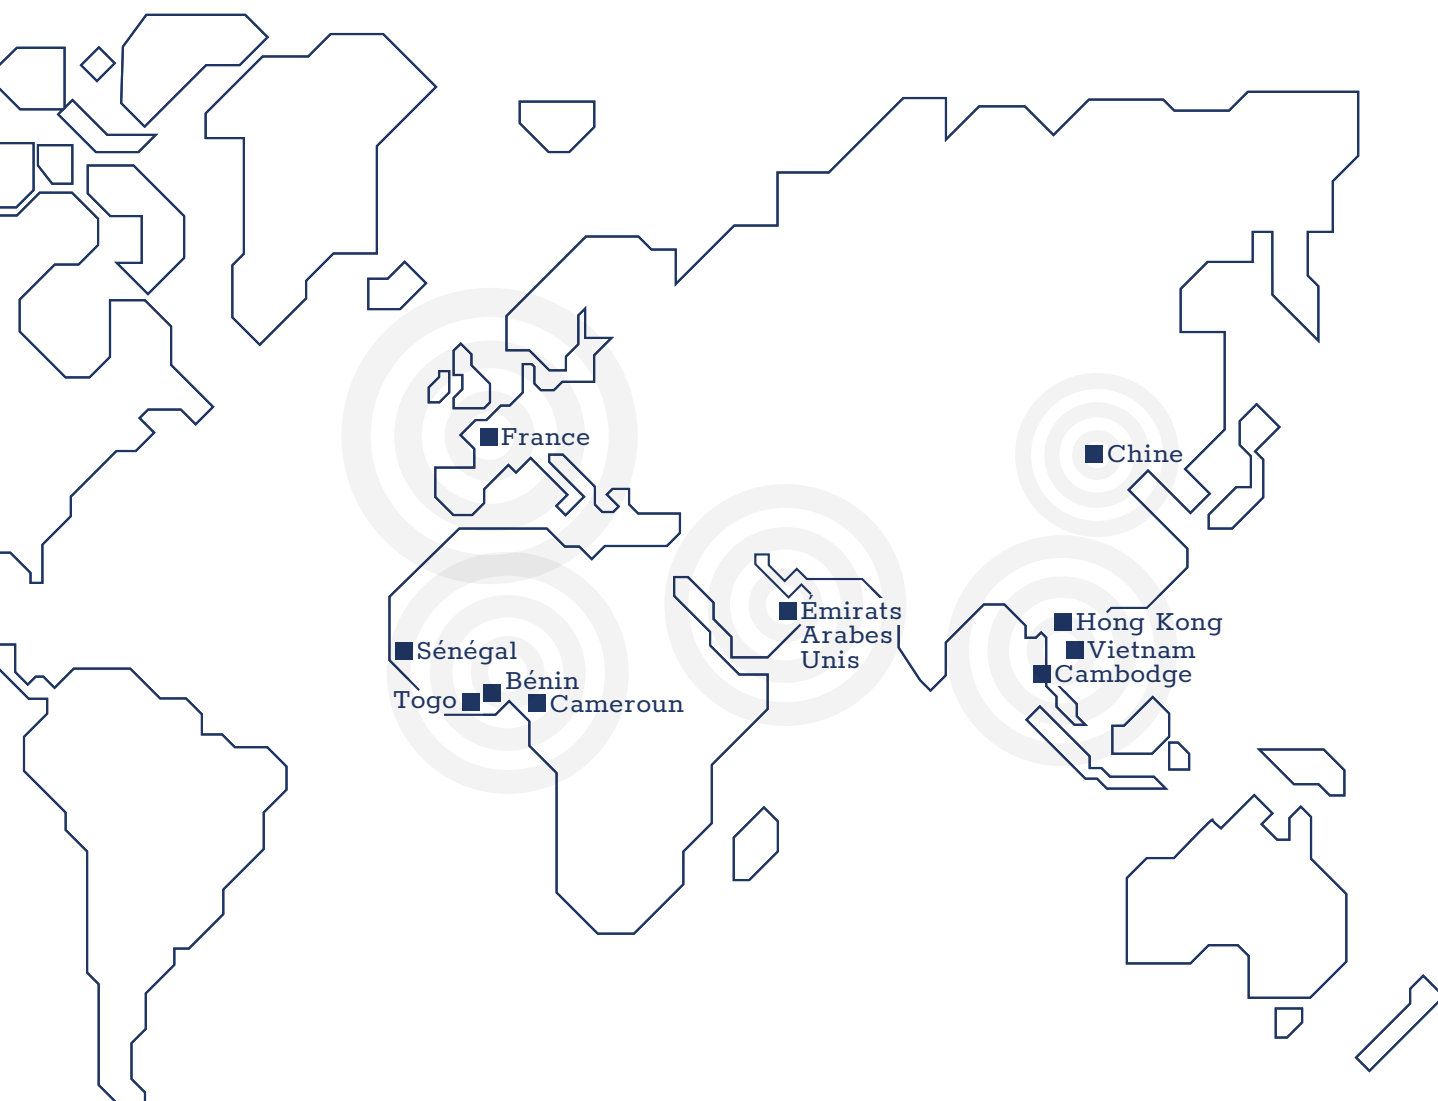 France
Chine
Émirats
Arabes
Unis
Hong Kong
Vietnam
Cambodge
Sénégal
Bénin
Togo
Cameroun